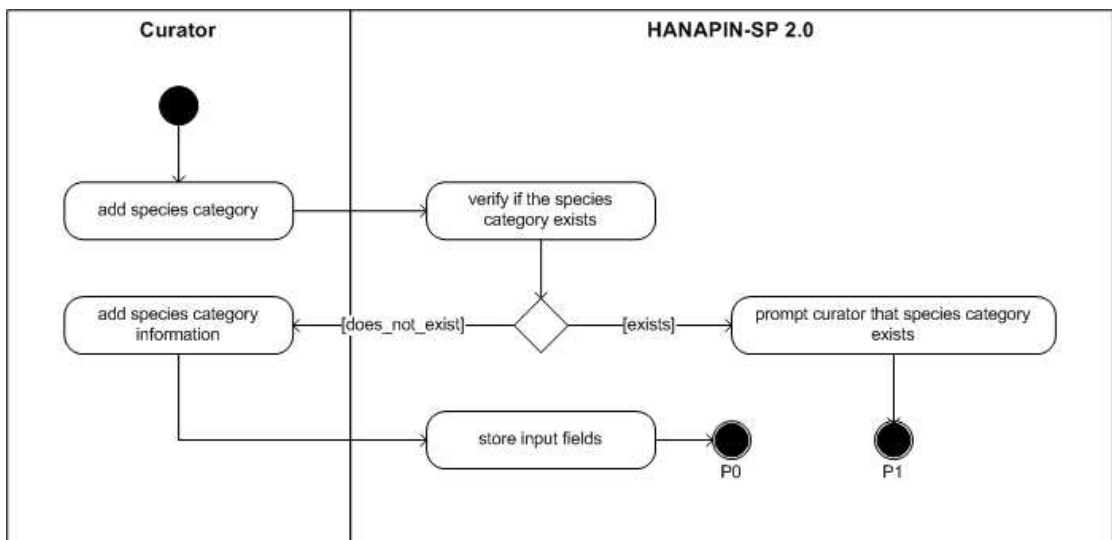 Curator
HANAPIN-SP 2.0
add species category
verify if the species
category exists
add species category
information
[does_not_exist]
[exists]
prompt curator that species category
exists
store input fields
P0
P1